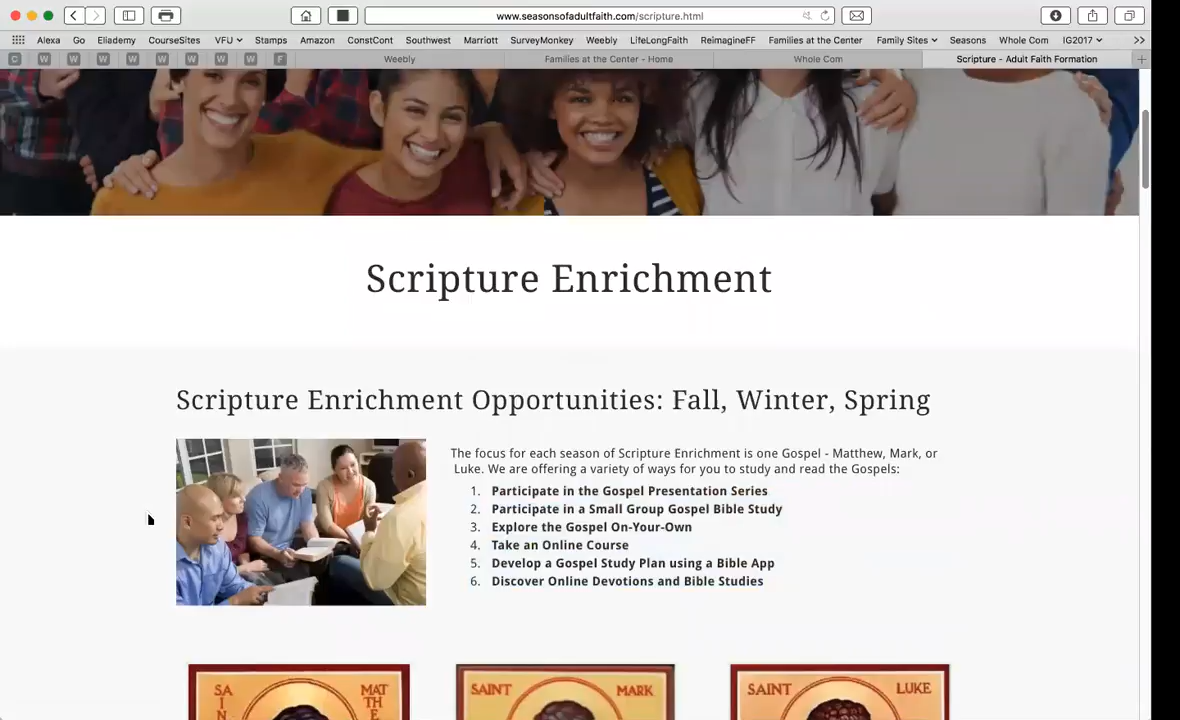 www.seasonsofadultfaith.com/scripture.html
Alexa Go Eliademy CourseSites VFU Stamps Amazon ConstCont Southwest Marriott SurveyMonkey Weebly LifeLongFaith ReimagineFF Families at the Center Family Sites Seasons Whole Com IG2017
C W W W W W W W W F Weebly Families at the Center - Home Whole Com Scripture - Adult Faith Formation
Scripture Enrichment
Scripture Enrichment Opportunities: Fall, Winter, Spring
The focus for each season of Scripture Enrichment is one Gospel - Matthew, Mark, or
Luke. We are offering a variety of ways for you to study and read the Gospels:
1. Participate in the Gospel Presentation Series
2. Participate in a Small Group Gospel Bible Study
3. Explore the Gospel On-Your-Own
4. Take an Online Course
5. Develop a Gospel Study Plan using a Bible App
6. Discover Online Devotions and Bible Studies
SA
I
N
MAT
TH
E
SAINT MARK
SAINT LUKE